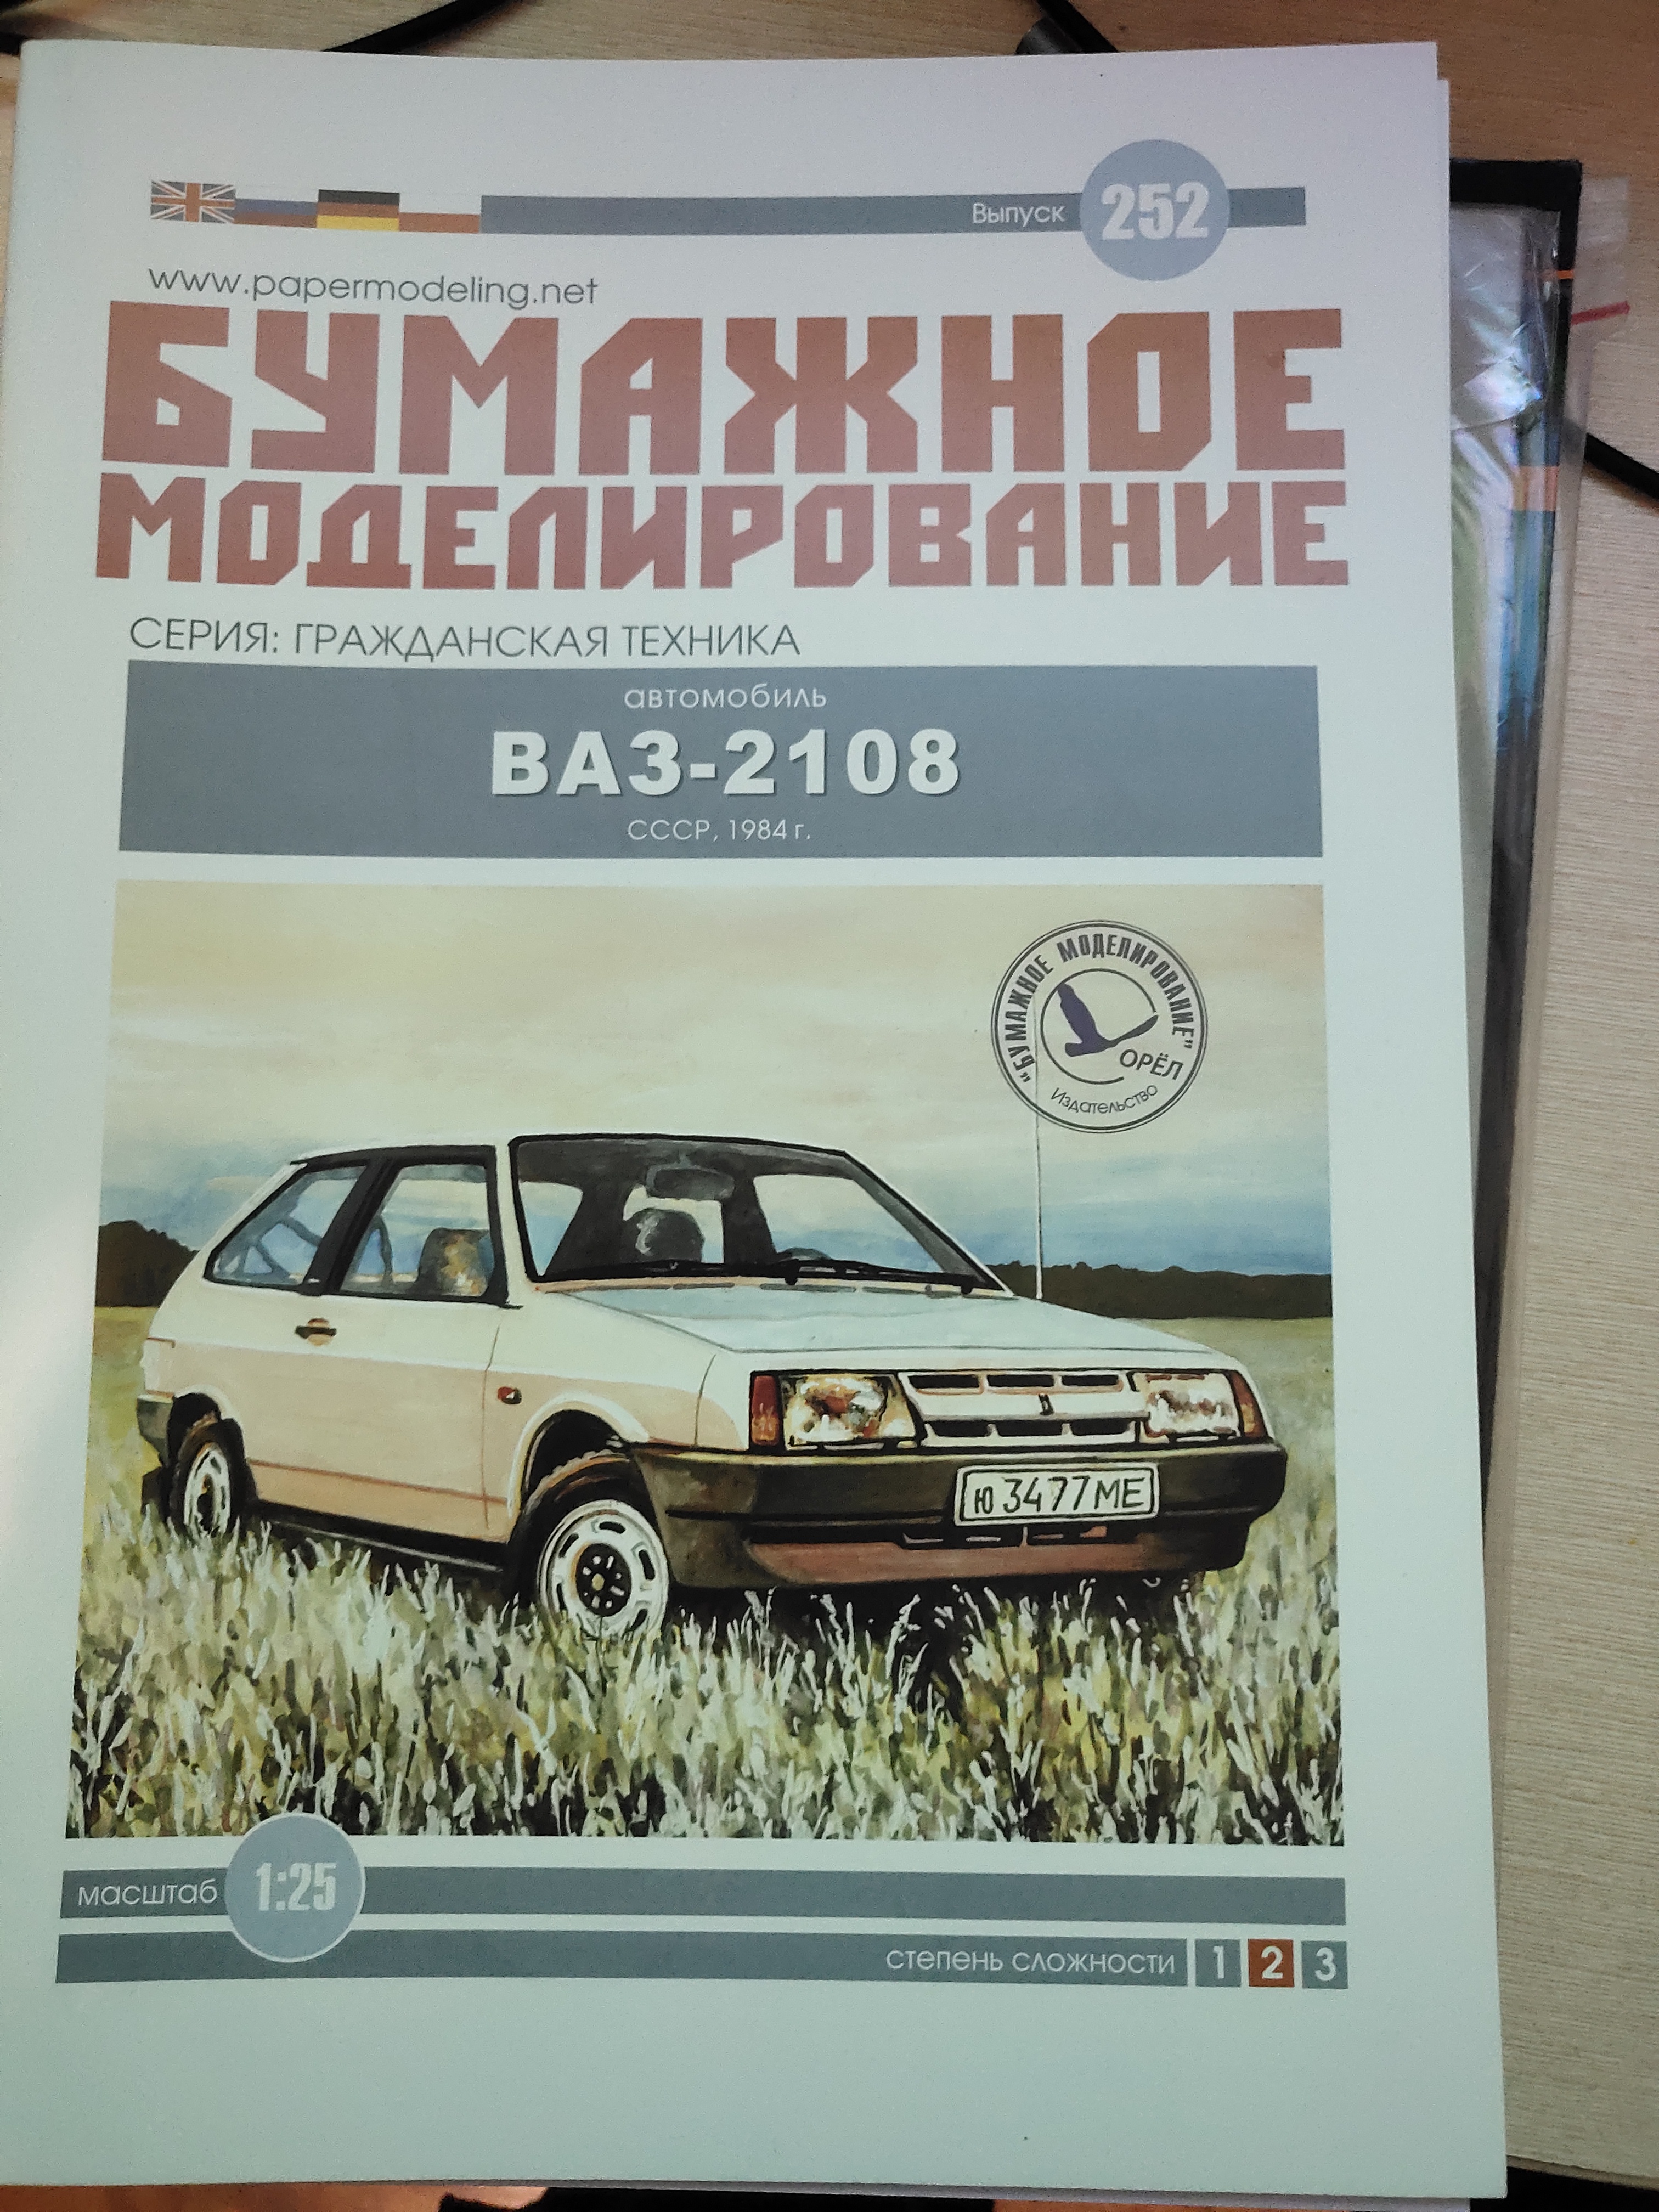 Выпуск 252
www.papermodeling.net
БУМАЖНОЕ
МОДЕЛИРОВАНИЕ
СЕРИЯ: ГРАЖДАНСКАЯ ТЕХНИКА
автомобиль
ВАЗ-2108
СССР, 1984 г.
"БУМАЖНОЕ МОДЕЛИРОВАНИЕ"
ОРЁЛ
Издательство
Ю 3477 МЕ
масштаб 1:25
степень сложности 1 2 3